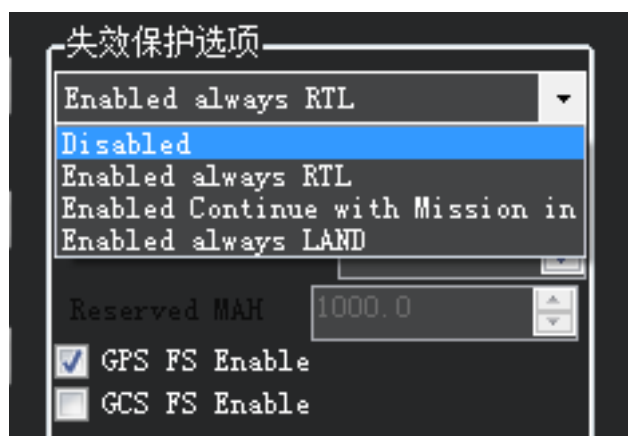 失效保护选项
Enabled always RTL
Disabled
Enabled always RTL
Enabled Continue with Mission in
Enabled always LAND
Reserved MAH 1000.0
GPS FS Enable
GCS FS Enable